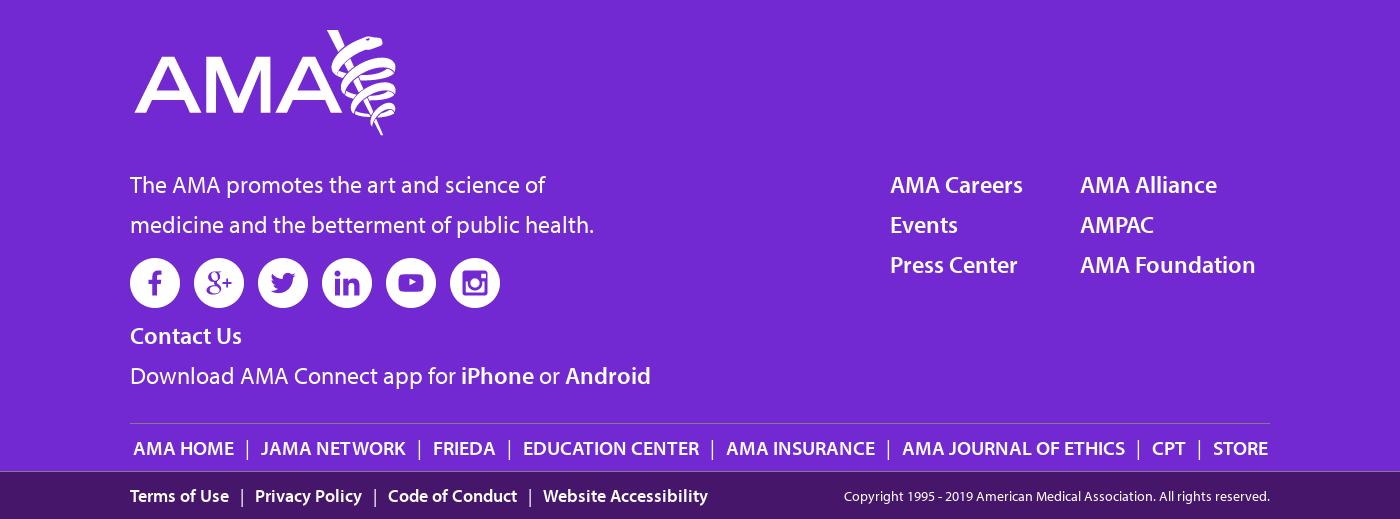 AMA
The AMA promotes the art and science of
medicine and the betterment of public health.
Contact Us
Download AMA Connect app for iPhone or Android
AMA Careers
Events
Press Center
AMA Alliance
AMPAC
AMA Foundation
AMA HOME | JAMA NETWORK | FRIEDA | EDUCATION CENTER | AMA INSURANCE | AMA JOURNAL OF ETHICS | CPT | STORE
Terms of Use | Privacy Policy | Code of Conduct | Website Accessibility
Copyright 1995 - 2019 American Medical Association. All rights reserved.